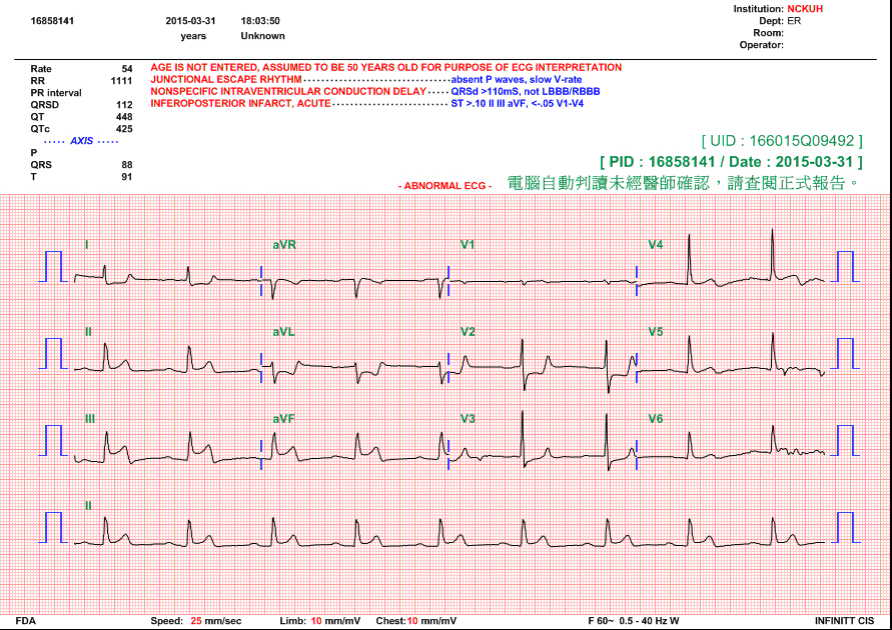 Institution: NCKUH
16858141 2015-03-31 18:03:50 Dept: ER
years Unknown Room:
Operator:
Rate 54 AGE IS NOT ENTERED, ASSUMED TO BE 50 YEARS OLD FOR PURPOSE OF ECG INTERPRETATION
RR 1111 JUNCTIONAL ESCAPE RHYTHM - - - - - - - - - - - - - - - - - - - - - - - - - - - - - absent P waves, slow V-rate
PR interval NONSPECIFIC INTRAVENTRICULAR CONDUCTION DELAY - - - - - QRSd >110mS, not LBBB/RBBB
QRSD 112 INFEROPOSTERIOR INFARCT, ACUTE - - - - - - - - - - - - - - - - - - - - - - - ST >.10 II III aVF, <-.05 V1-V4
QT 448
QTc 425
- - - - - AXIS - - - - -
P
QRS 88
T 91
[ UID : 166015Q09492 ]
[ PID : 16858141 / Date : 2015-03-31 ]
- ABNORMAL ECG - 電腦自動判讀未經醫師確認，請查閱正式報告。
I aVR V1 V4
II aVL V2 V5
III aVF V3 V6
II
FDA Speed: 25 mm/sec Limb: 10 mm/mV Chest: 10 mm/mV F 60~ 0.5 - 40 Hz W INFINITT CIS